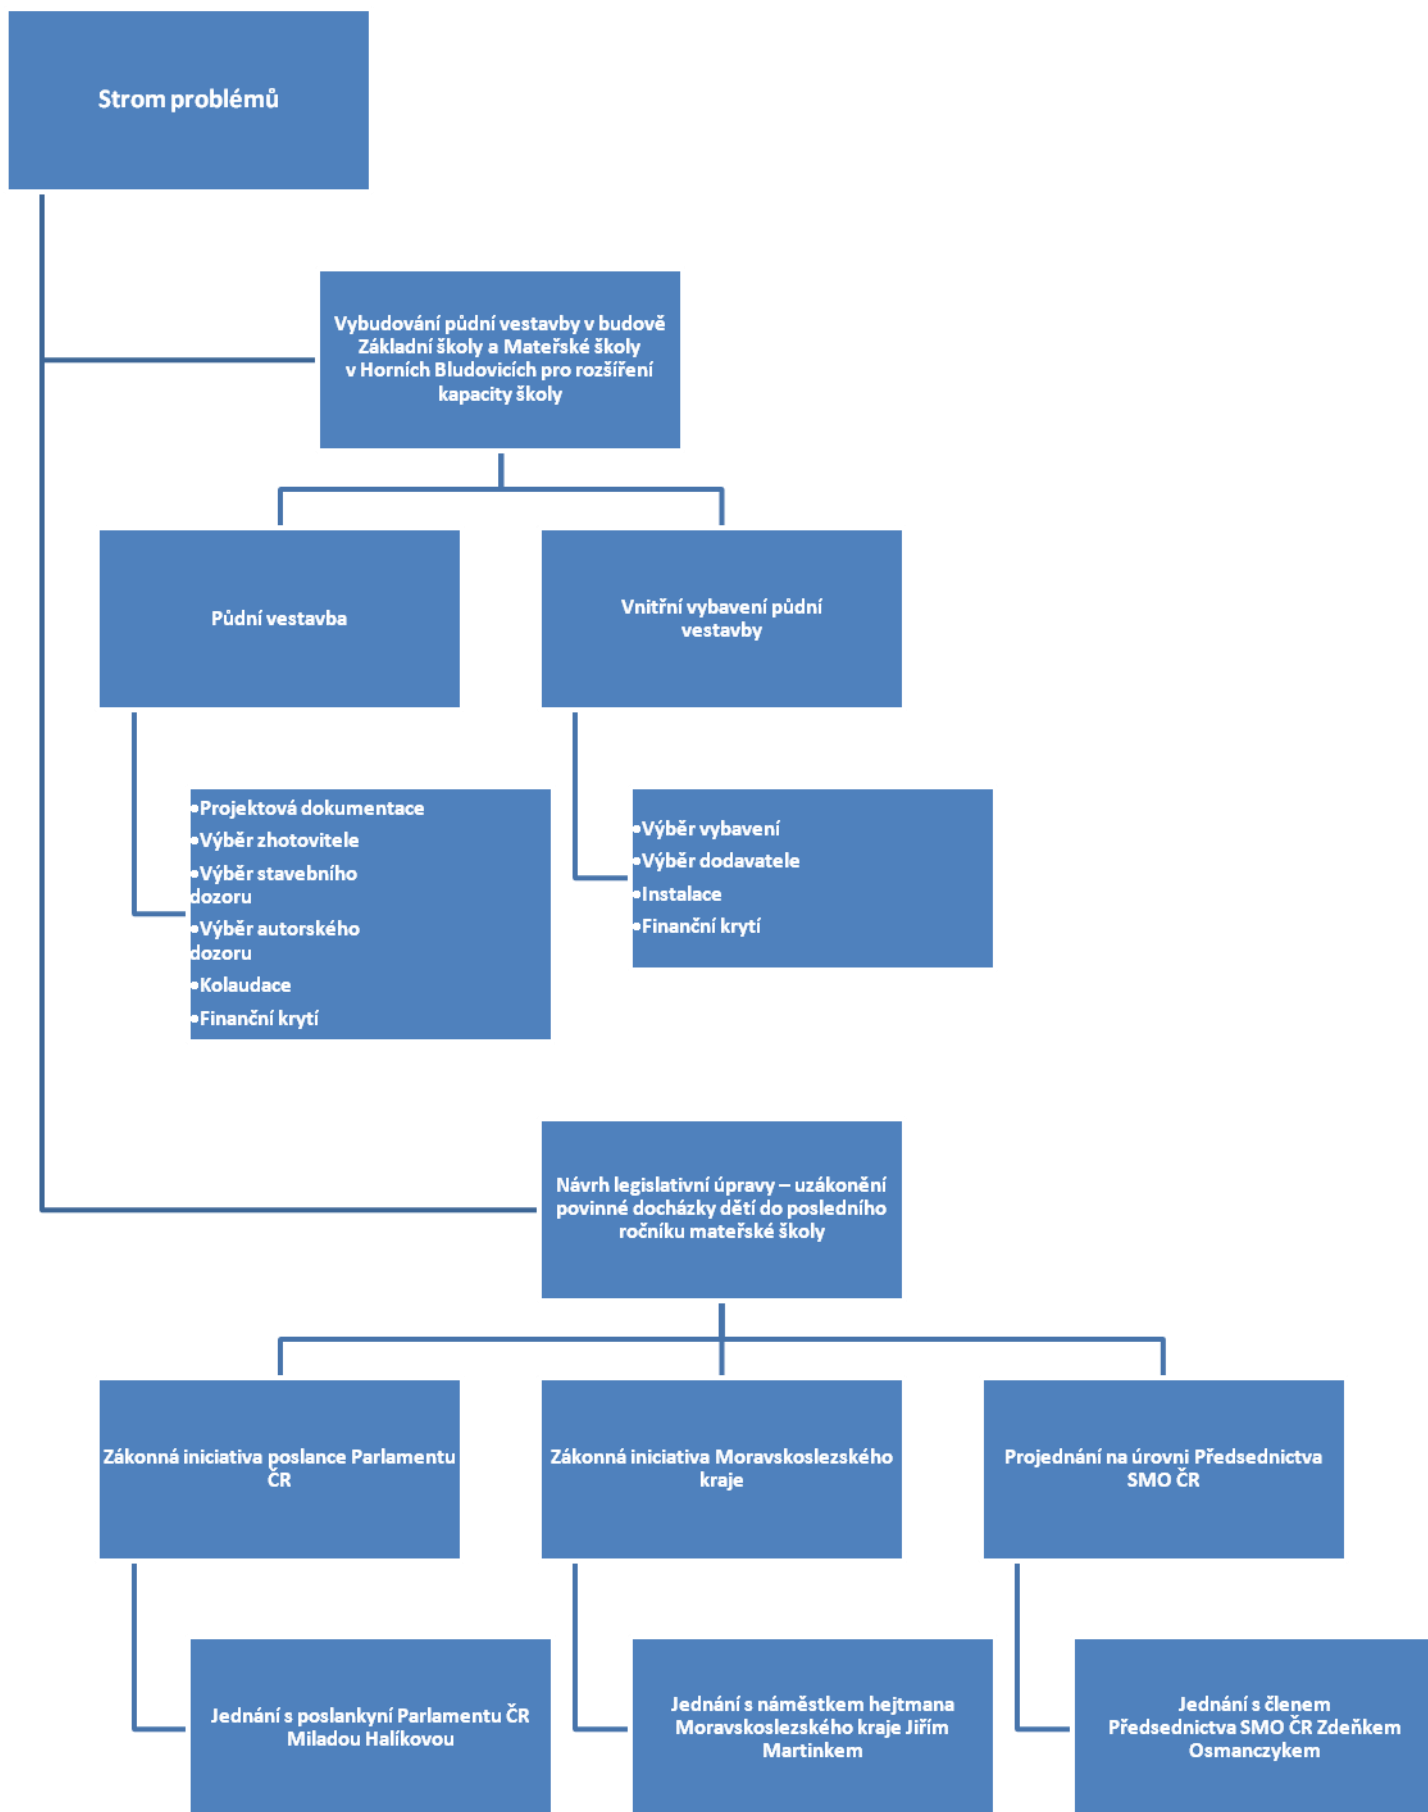 Strom problémů
Vybudování půdní vestavby v budově
Základní školy a Mateřské školy
v Horních Bludovicích pro rozšíření
kapacity školy
Půdní vestavba
Vnitřní vybavení půdní
vestavby
•Projektová dokumentace
•Výběr zhotovitele
•Výběr stavebního
dozoru
•Výběr autorského
dozoru
•Kolaudace
•Finanční krytí
•Výběr vybavení
•Výběr dodavatele
•Instalace
•Finanční krytí
Návrh legislativní úpravy – uzákonění
povinné docházky dětí do posledního
ročníku mateřské školy
Zákonná iniciativa poslance Parlamentu
ČR
Zákonná iniciativa Moravskoslezského
kraje
Projednání na úrovni Předsednictva
SMO ČR
Jednání s poslankyní Parlamentu ČR
Miladou Halíkovou
Jednání s náměstkem hejtmana
Moravskoslezského kraje Jiřím
Martinkem
Jednání s členem
Předsednictva SMO ČR Zdeňkem
Osmanczykem